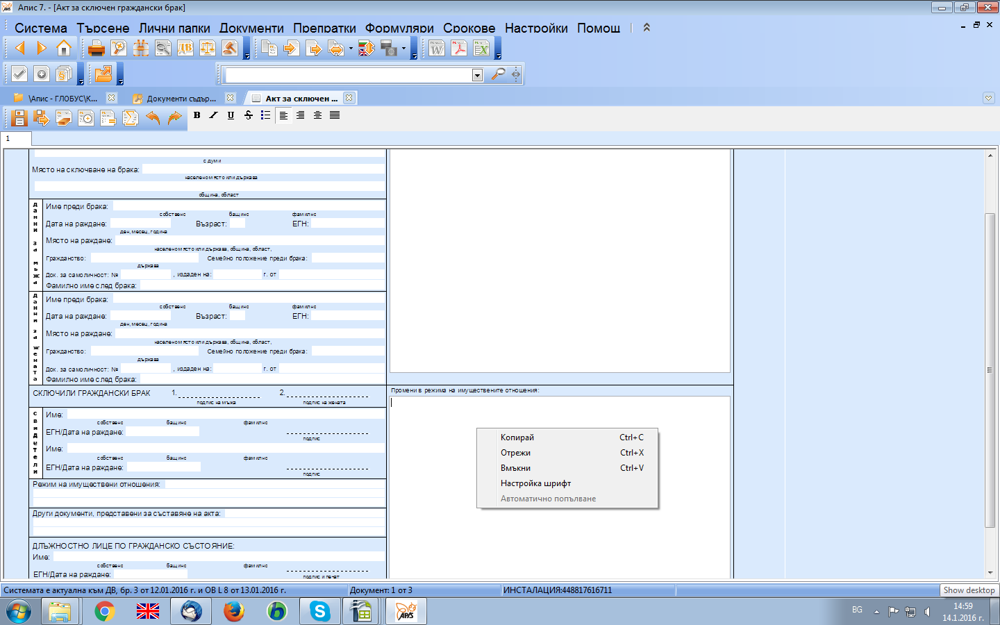 Апис 7. - [Акт за сключен граждански брак]
Система Търсене Лични папки Документи Препратки Формуляри Срокове Настройки Помощ
\Апис - ГЛОБУС\К... Документи съдър... Акт за сключен ...
B I U S
1
с думи
Място на сключване на брака:
населено място или държава
община, област
данни за мъжа
Име преди брака:
собствено бащино фамилно
Дата на раждане: Възраст: ЕГН:
ден, месец, година
Място на раждане:
населено място или държава, община, област,
Гражданство: Семейно положение преди брака:
държава
Док. за самоличност: № , издаден на: г. от
Фамилно име след брака:
данни за жената
Име преди брака:
собствено бащино фамилно
Дата на раждане: Възраст: ЕГН:
ден, месец, година
Място на раждане:
населено място или държава, община, област,
Гражданство: Семейно положение преди брака:
държава
Док. за самоличност: № , издаден на: г. от
Фамилно име след брака:
СКЛЮЧИЛИ ГРАЖДАНСКИ БРАК 1. 2.
подпис на мъжа подпис на жената
свидетели
Име:
собствено бащино фамилно
ЕГН/Дата на раждане:
подпис
Име:
собствено бащино фамилно
ЕГН/Дата на раждане:
подпис
Режим на имуществени отношения:
Други документи, представени за съставяне на акта:
ДЛЪЖНОСТНО ЛИЦЕ ПО ГРАЖДАНСКО СЪСТОЯНИЕ:
Име:
собствено бащино фамилно
ЕГН/Дата на раждане:
подпис и печат
Промени в режима на имуществените отношения:
Копирай Ctrl+C
Отрежи Ctrl+X
Вмъкни Ctrl+V
Настройка шрифт
Автоматично попълване
Системата е актуална към ДВ, бр. 3 от 12.01.2016 г. и ОВ L 8 от 13.01.2016 г. Документ: 1 от 3 ИНСТАЛАЦИЯ:448817616711
Show desktop
BG
14:59
14.1.2016 г.